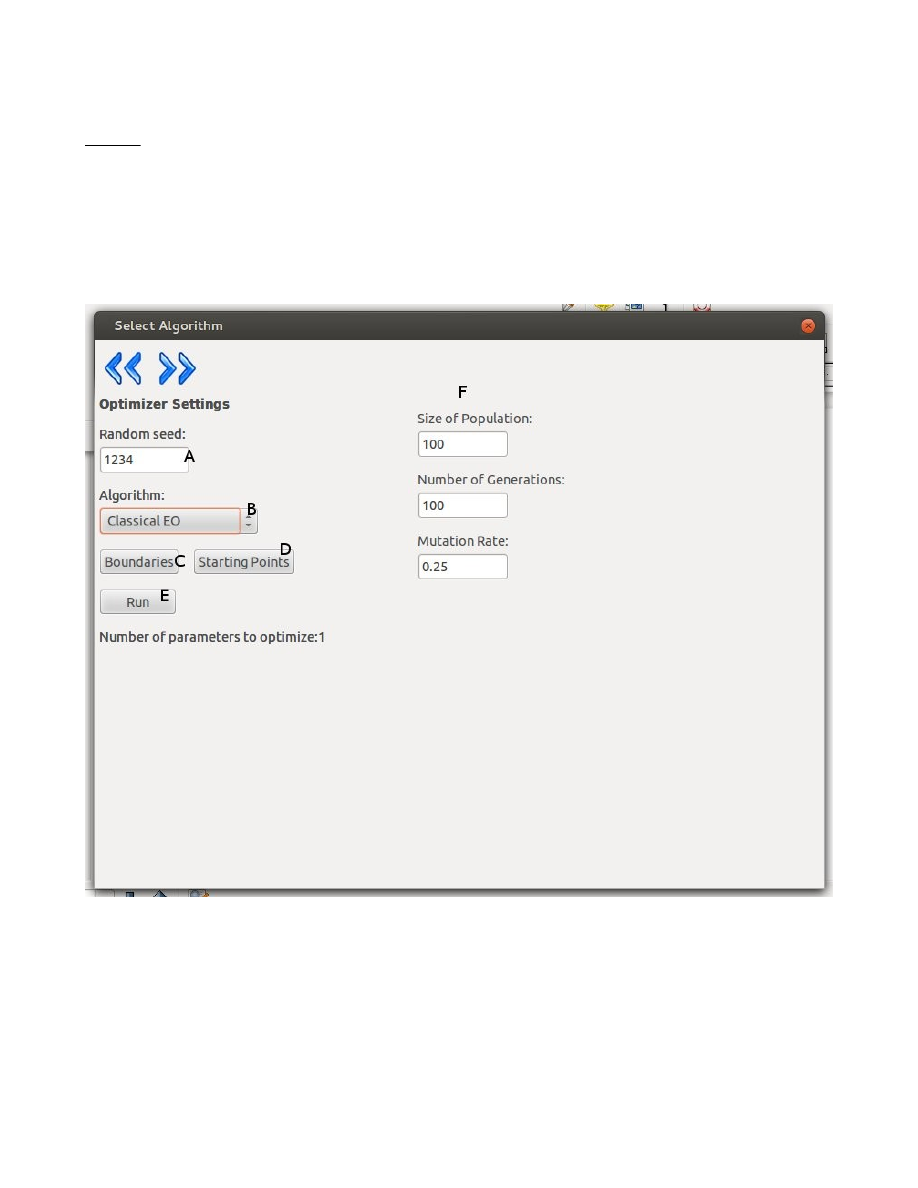 Select Algorithm
Optimizer Settings
F
Size of Population:
Random seed:
100
1234 A
Number of Generations:
Algorithm:
100
Classical EO B
Mutation Rate:
Boundaries C Starting Points D
0.25
Run E
Number of parameters to optimize:1